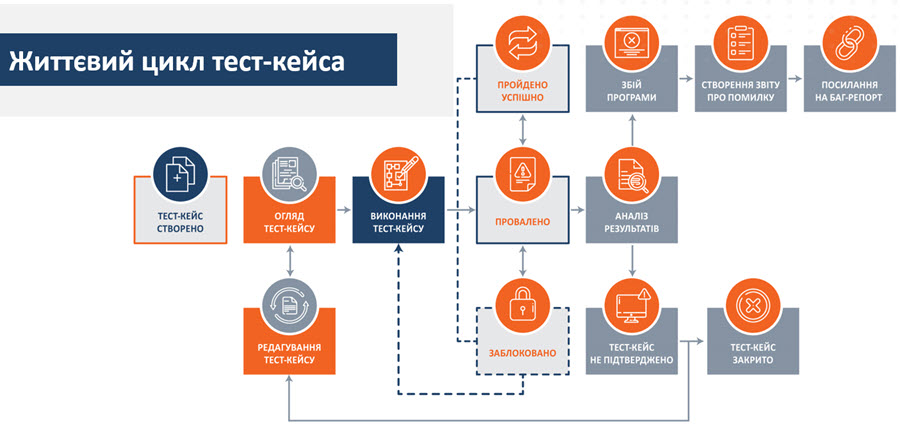 Життєвий цикл тест-кейса
ПРОЙДЕНО
УСПІШНО
ЗБІЙ
ПРОГРАМИ
СТВОРЕННЯ ЗВІТУ
ПРО ПОМИЛКУ
ПОСИЛАННЯ
НА БАГ-РЕПОРТ
ТЕСТ-КЕЙС
СТВОРЕНО
ОГЛЯД
ТЕСТ-КЕЙСУ
ВИКОНАННЯ
ТЕСТ-КЕЙСУ
ПРОВАЛЕНО
АНАЛІЗ
РЕЗУЛЬТАТІВ
РЕДАГУВАННЯ
ТЕСТ-КЕЙСУ
ЗАБЛОКОВАНО
ТЕСТ-КЕЙС
НЕ ПІДТВЕРДЖЕНО
ТЕСТ-КЕЙС
ЗАКРИТО